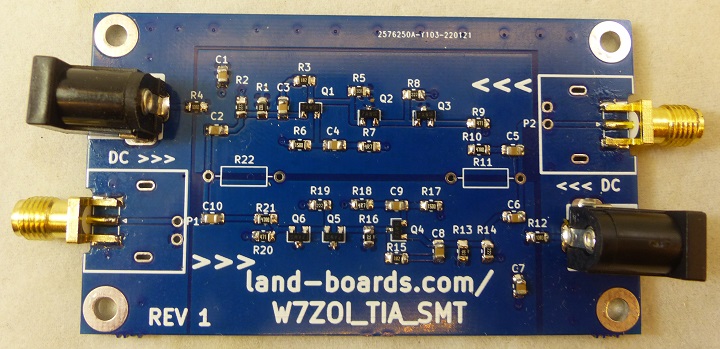 2576250A-Y103-220121
C1
R3
R5
R8
<<<
R4
R2
R1
C3
Q1
Q2
Q3
C2
R9
P2
R6
C4
R7
R10
C5
DC >>>
R22
R11
<<< DC
R19
R18
C9
R17
C10
R21
P1
Q6
Q5
R16
Q4
C6
R12
R20
R15
C8
R13
R14
>>>
land-boards.com/
C7
REV 1
W7ZOI_TIA_SMT